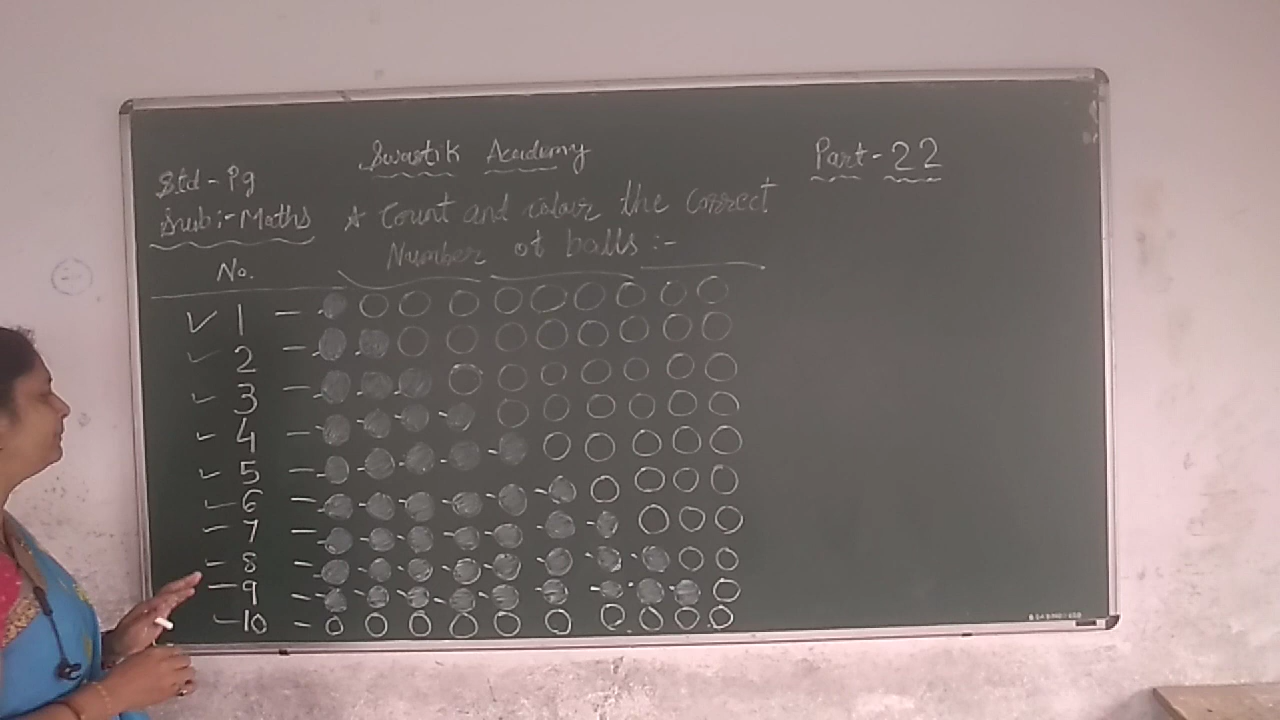 Swastik Academy
Part-22
Std - Pg
Sub:- Maths
* Count and colour the correct
Number of balls :-
No.
✓ 1 -
✓ 2 -
✓ 3 -
✓ 4 -
✓ 5 -
✓ 6 -
✓ 7 -
✓ 8 -
✓ 9 -
✓ 10 -